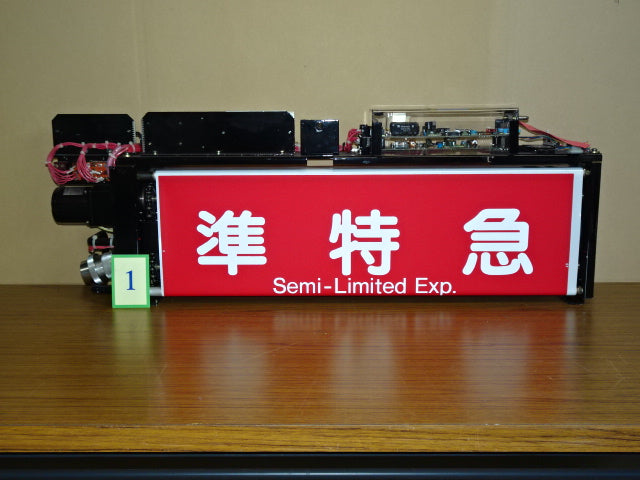 準特急
Semi-Limited Exp.
1